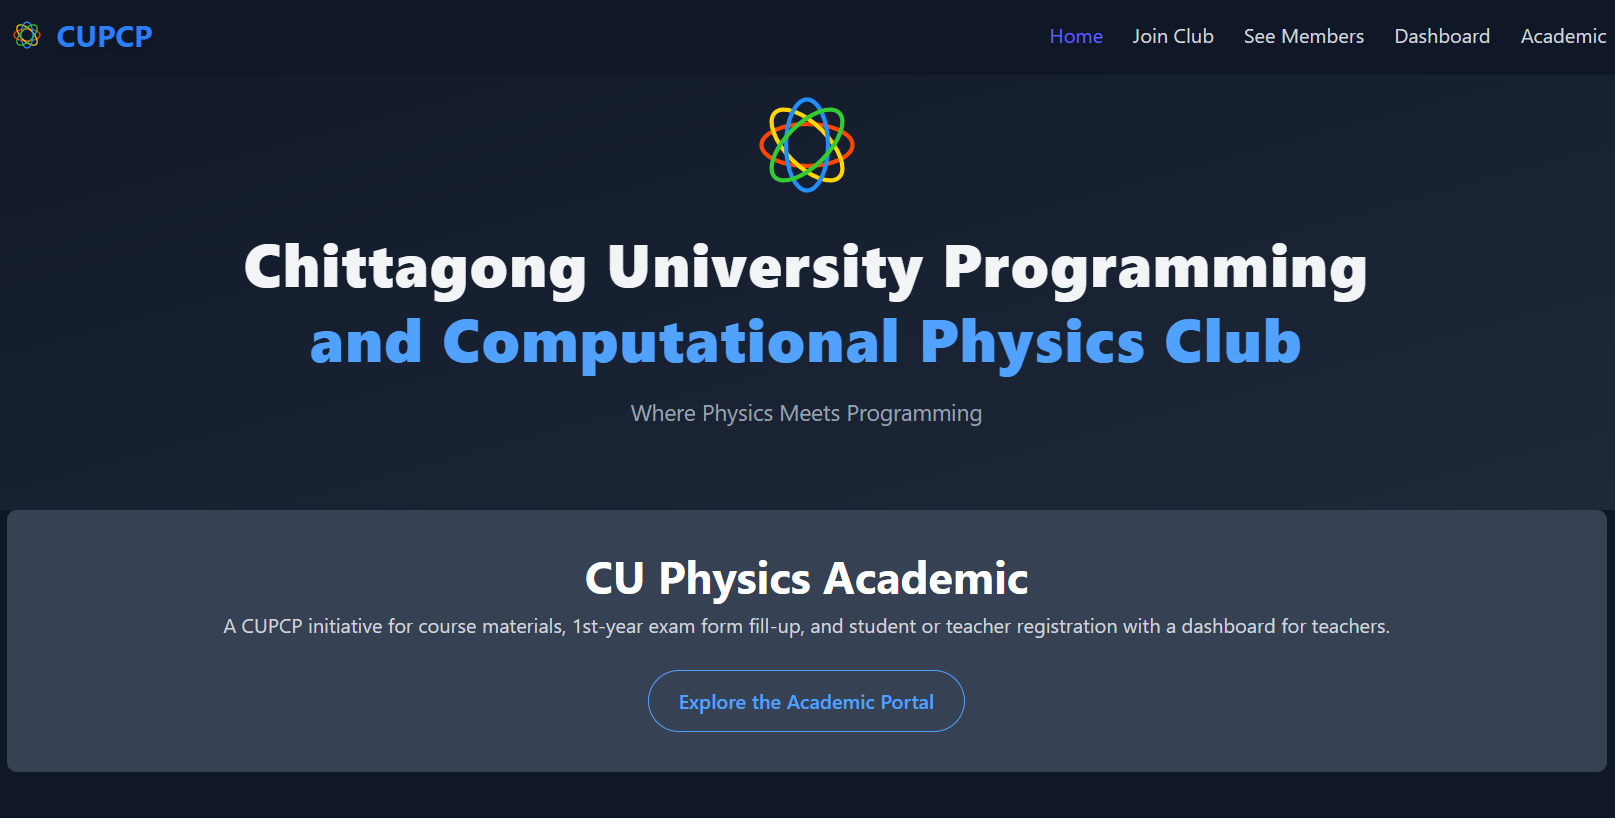 CUPCP
Home Join Club See Members Dashboard Academic
Chittagong University Programming
and Computational Physics Club
Where Physics Meets Programming
CU Physics Academic
A CUPCP initiative for course materials, 1st-year exam form fill-up, and student or teacher registration with a dashboard for teachers.
Explore the Academic Portal